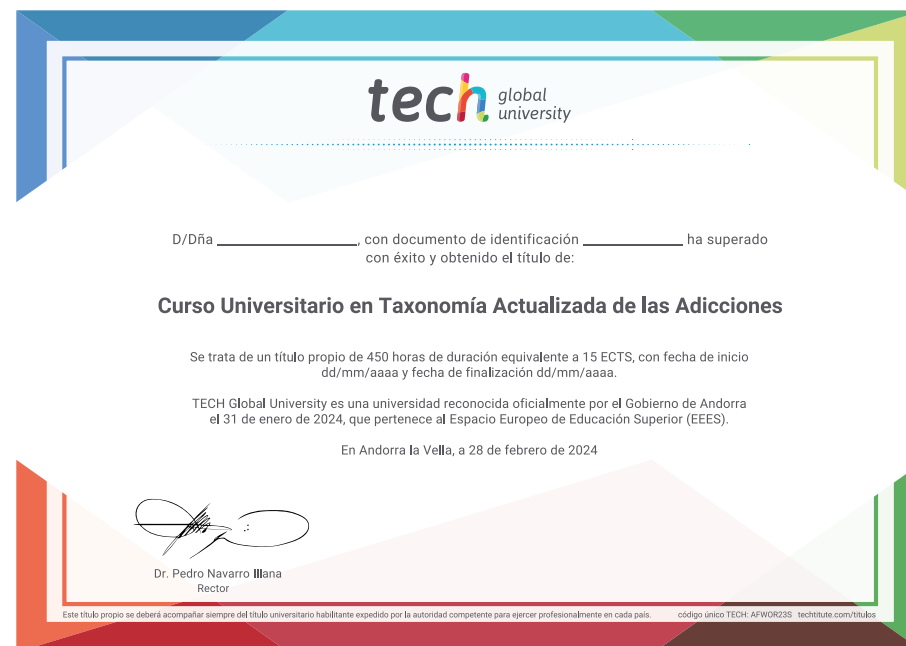 tech global university
D/Dña ____________________, con documento de identificación ______________ ha superado
con éxito y obtenido el título de:
Curso Universitario en Taxonomía Actualizada de las Adicciones
Se trata de un título propio de 450 horas de duración equivalente a 15 ECTS, con fecha de inicio
dd/mm/aaaa y fecha de finalización dd/mm/aaaa.
TECH Global University es una universidad reconocida oficialmente por el Gobierno de Andorra
el 31 de enero de 2024, que pertenece al Espacio Europeo de Educación Superior (EEES).
En Andorra la Vella, a 28 de febrero de 2024
Dr. Pedro Navarro Illana
Rector
Este título propio se deberá acompañar siempre del título universitario habilitante expedido por la autoridad competente para ejercer profesionalmente en cada país. código único TECH: AFWOR23S techtitute.com/titulos